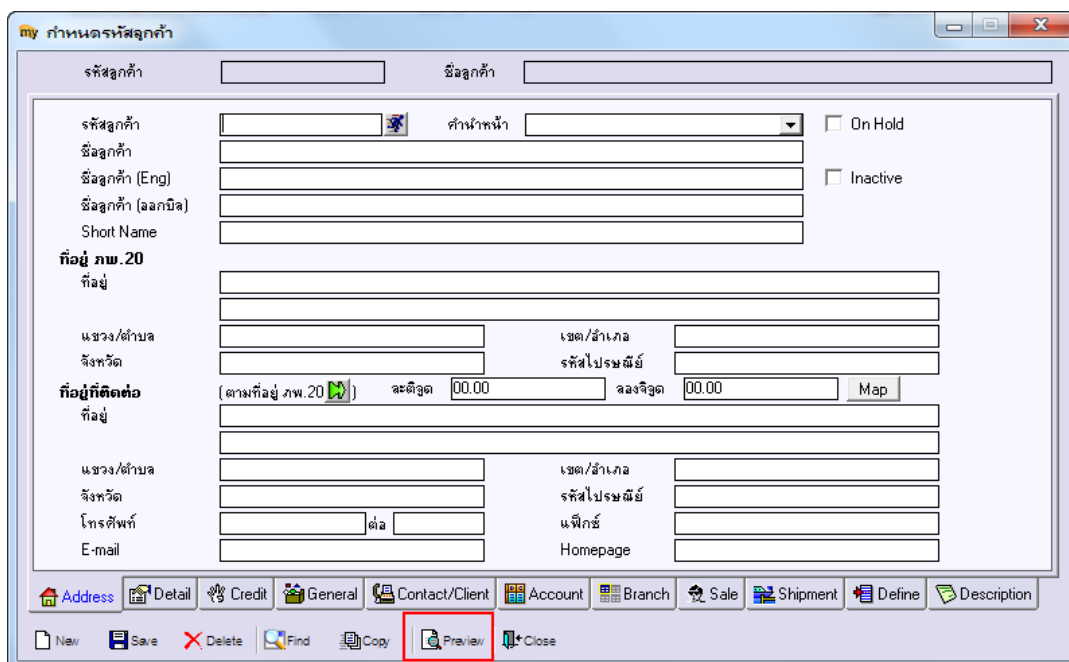 my กำหนดรหัสลูกค้า
รหัสลูกค้า ชื่อลูกค้า
รหัสลูกค้า คำนำหน้า On Hold
ชื่อลูกค้า
ชื่อลูกค้า (Eng) Inactive
ชื่อลูกค้า (ออกบิล)
Short Name
ที่อยู่ ภพ.20
ที่อยู่
แขวง/ตำบล เขต/อำเภอ
จังหวัด รหัสไปรษณีย์
ที่อยู่ที่ติดต่อ (ตามที่อยู่ ภพ.20 ) ละติจูด 00.00 ลองจิจูด 00.00 Map
ที่อยู่
แขวง/ตำบล เขต/อำเภอ
จังหวัด รหัสไปรษณีย์
โทรศัพท์ ต่อ แฟ็กซ์
E-mail Homepage
Address Detail Credit General Contact/Client Account Branch Sale Shipment Define Description
New Save Delete Find Copy Preview Close